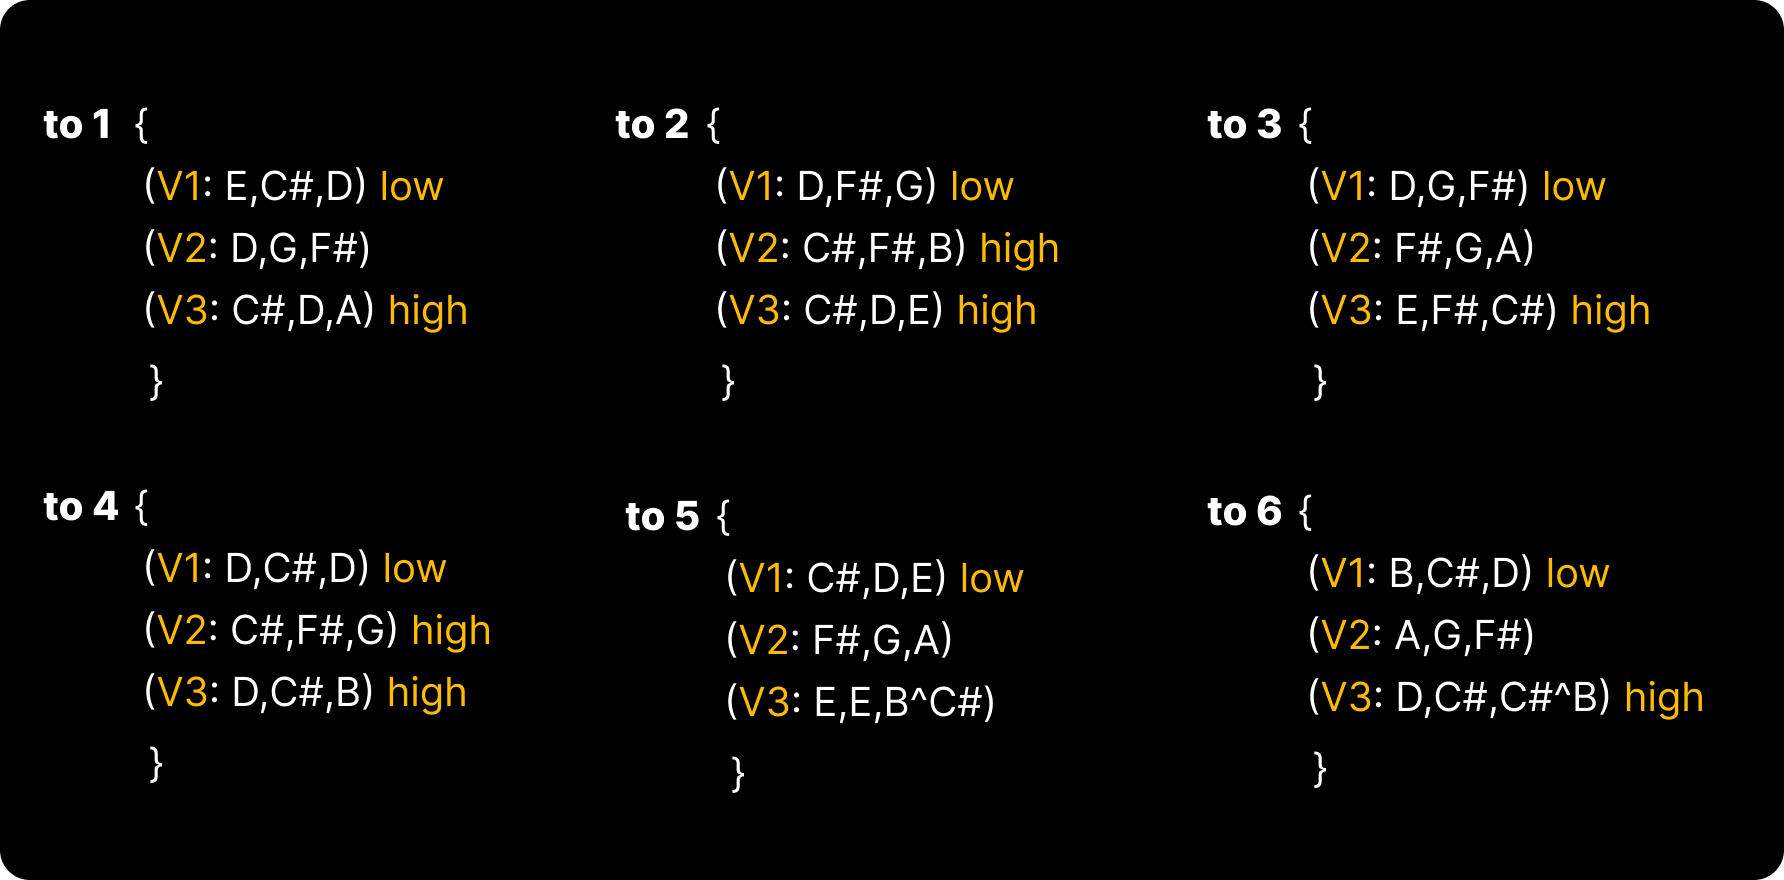 to 1 {
(V1: E,C#,D) low
(V2: D,G,F#)
(V3: C#,D,A) high
}
to 2 {
(V1: D,F#,G) low
(V2: C#,F#,B) high
(V3: C#,D,E) high
}
to 3 {
(V1: D,G,F#) low
(V2: F#,G,A)
(V3: E,F#,C#) high
}
to 4 {
(V1: D,C#,D) low
(V2: C#,F#,G) high
(V3: D,C#,B) high
}
to 5 {
(V1: C#,D,E) low
(V2: F#,G,A)
(V3: E,E,B^C#)
}
to 6 {
(V1: B,C#,D) low
(V2: A,G,F#)
(V3: D,C#,C#^B) high
}